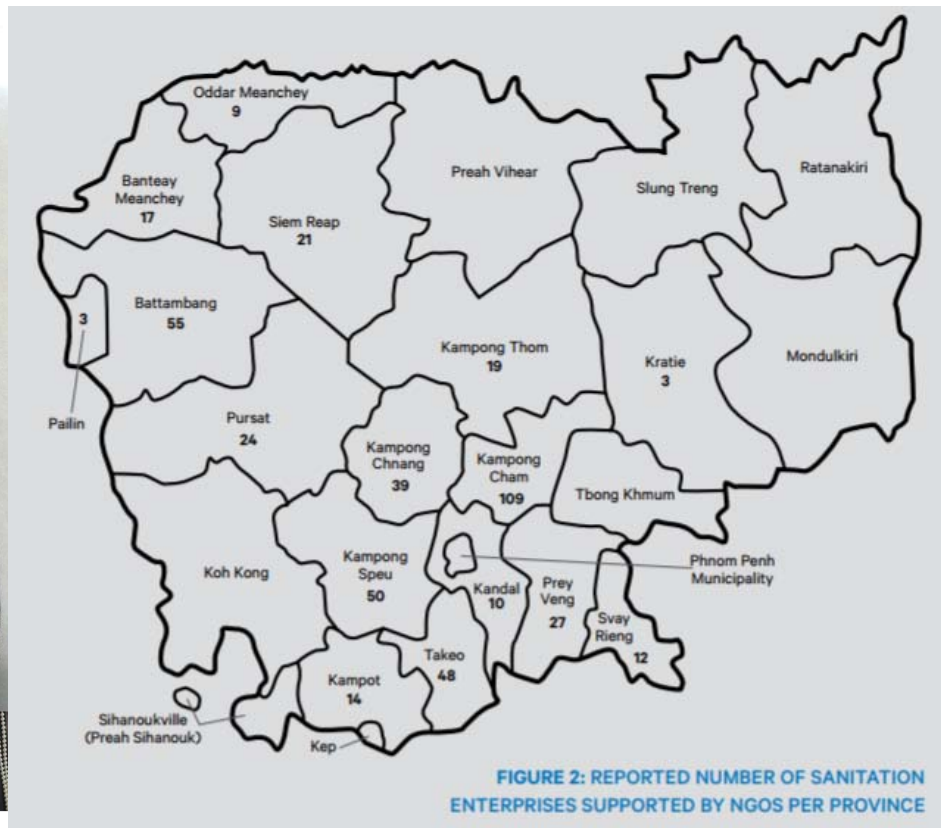 Oddar Meanchey
9
Preah Vihear
Ratanakiri
Slung Treng
Banteay
Meanchey
17
Siem Reap
21
Battambang
55
3
Pailin
Kampong Thom
19
Kratie
3
Mondulkiri
Pursat
24
Kampong
Chnang
39
Kampong
Cham
109
Tbong Khmum
Koh Kong
Kampong
Speu
50
Kandal
10
Prey
Veng
27
Phnom Penh
Municipality
Svay
Rieng
12
Takeo
48
Kampot
14
Sihanoukville
(Preah Sihanouk)
Kep
FIGURE 2: REPORTED NUMBER OF SANITATION
ENTERPRISES SUPPORTED BY NGOS PER PROVINCE